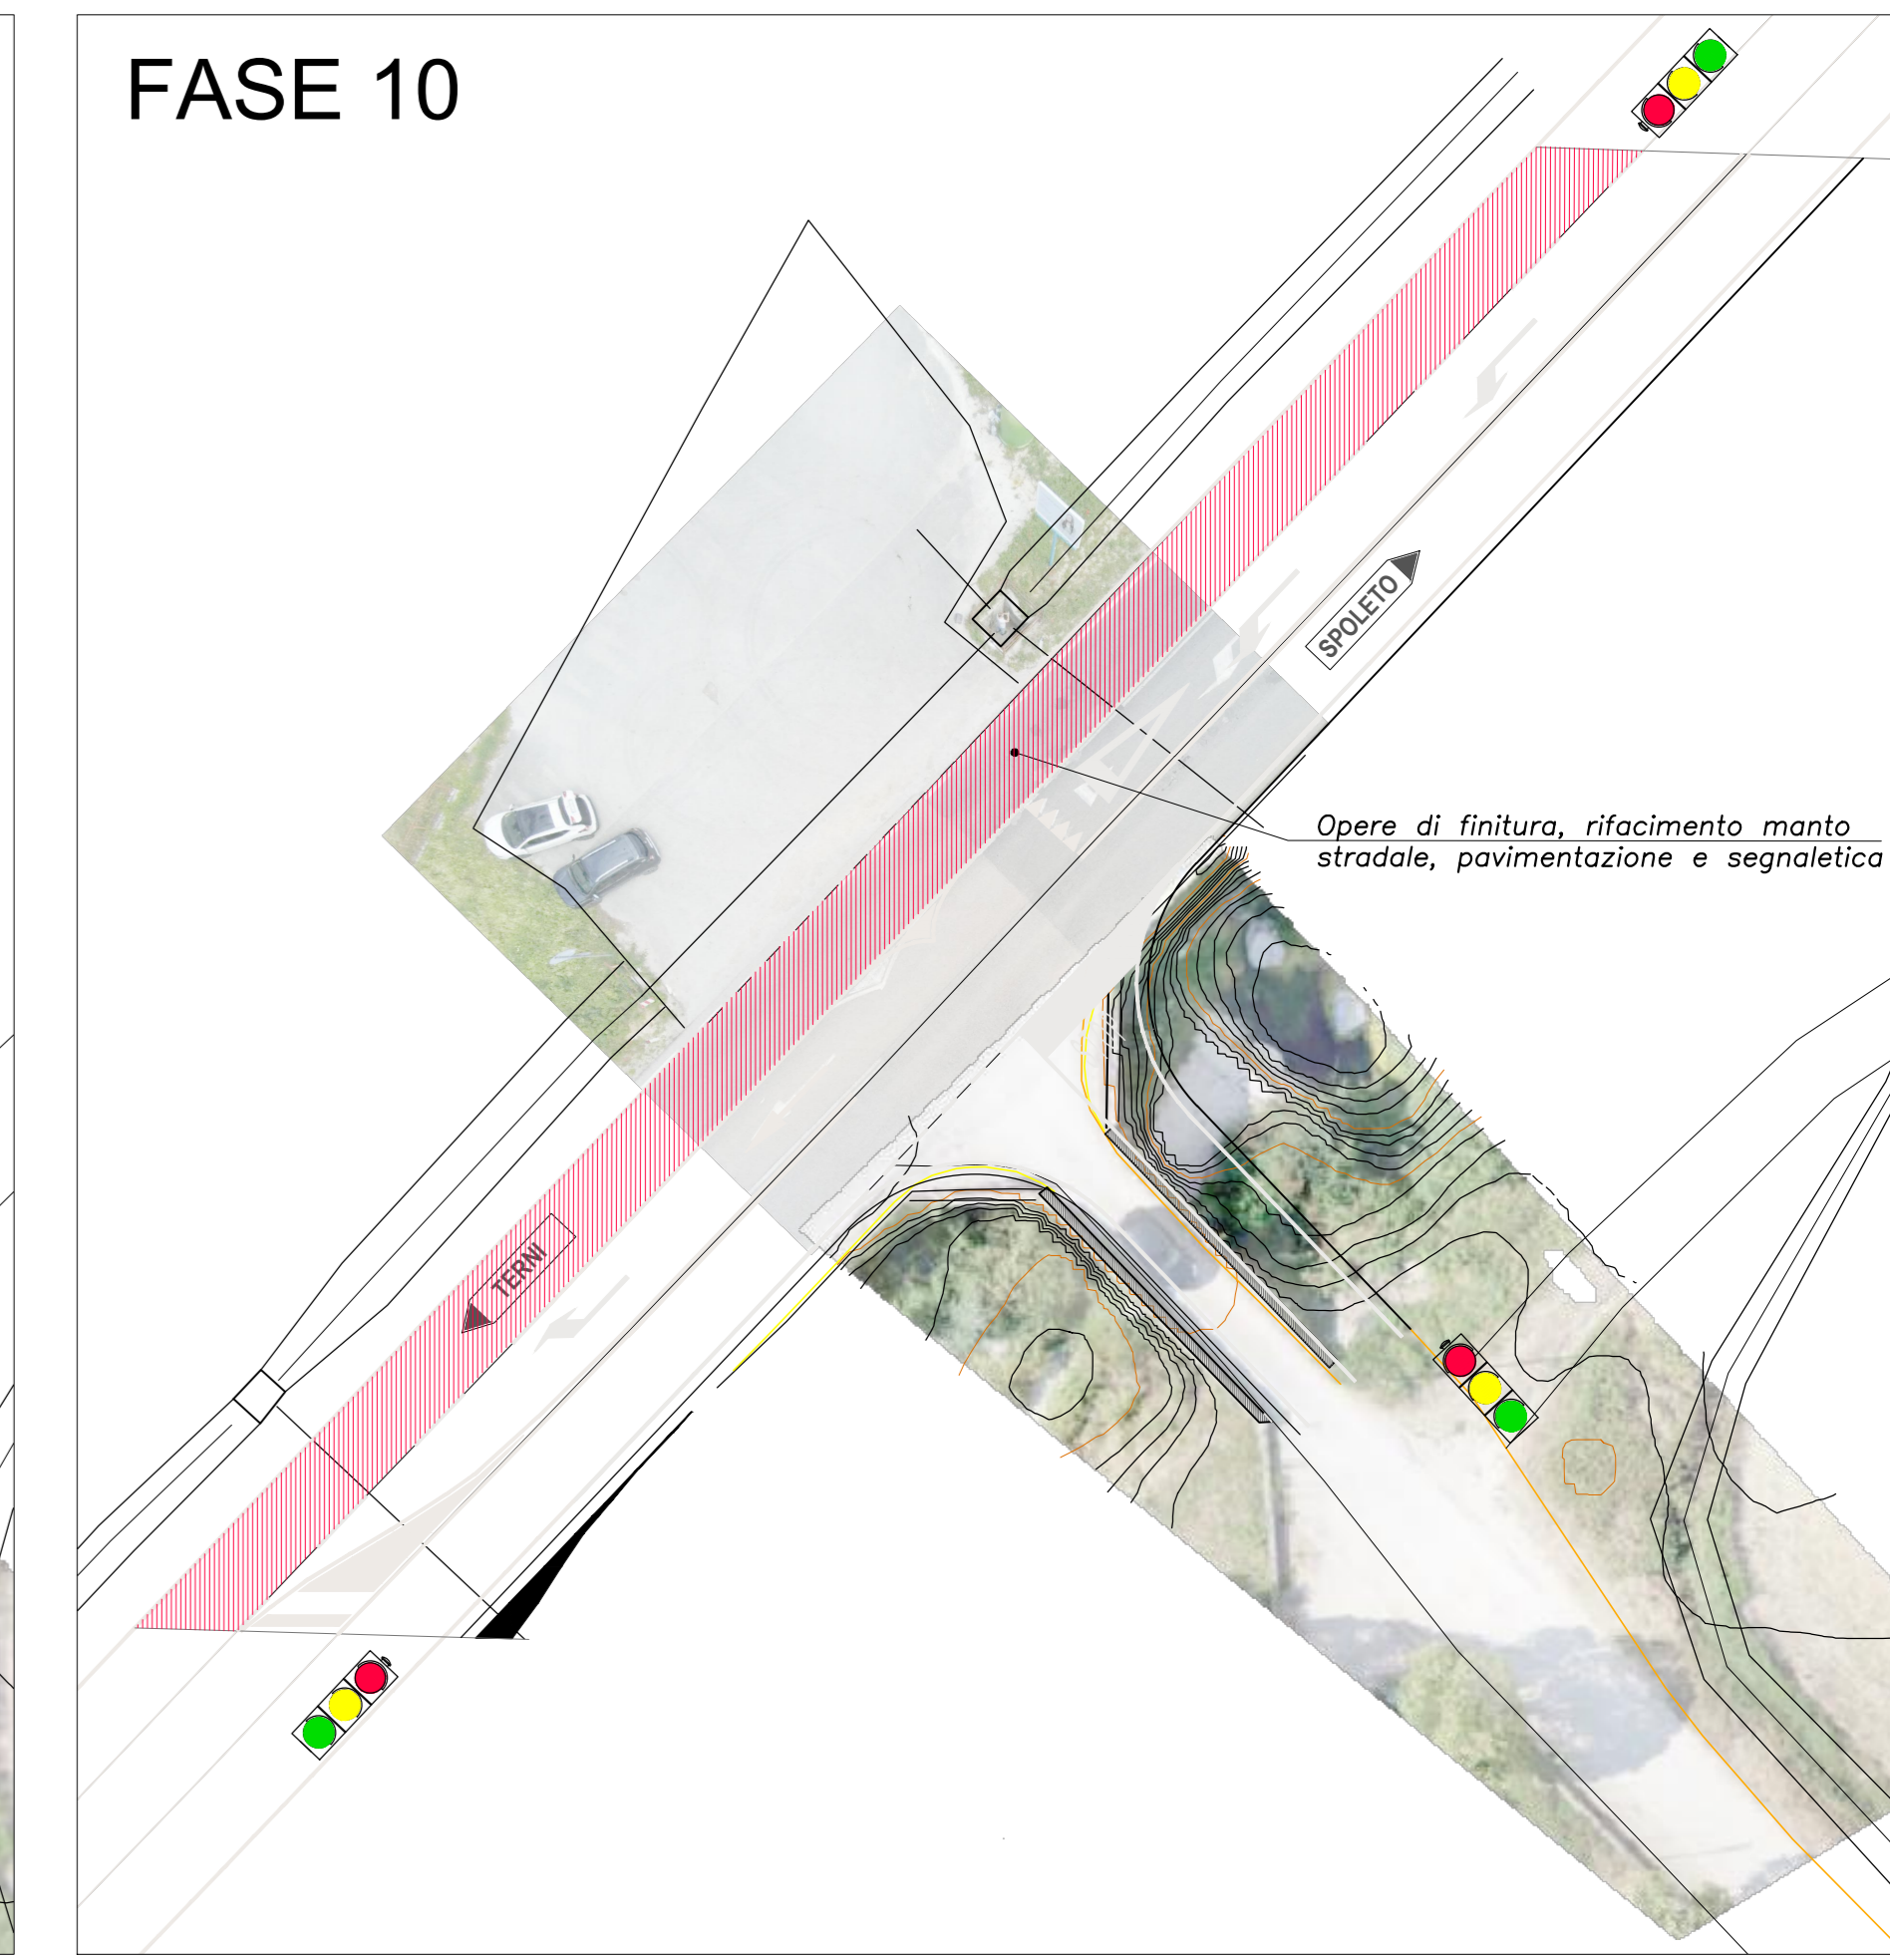 FASE 10
SPOLETO
Opere di finitura, rifacimento manto
stradale, pavimentazione e segnaletica
TERNI